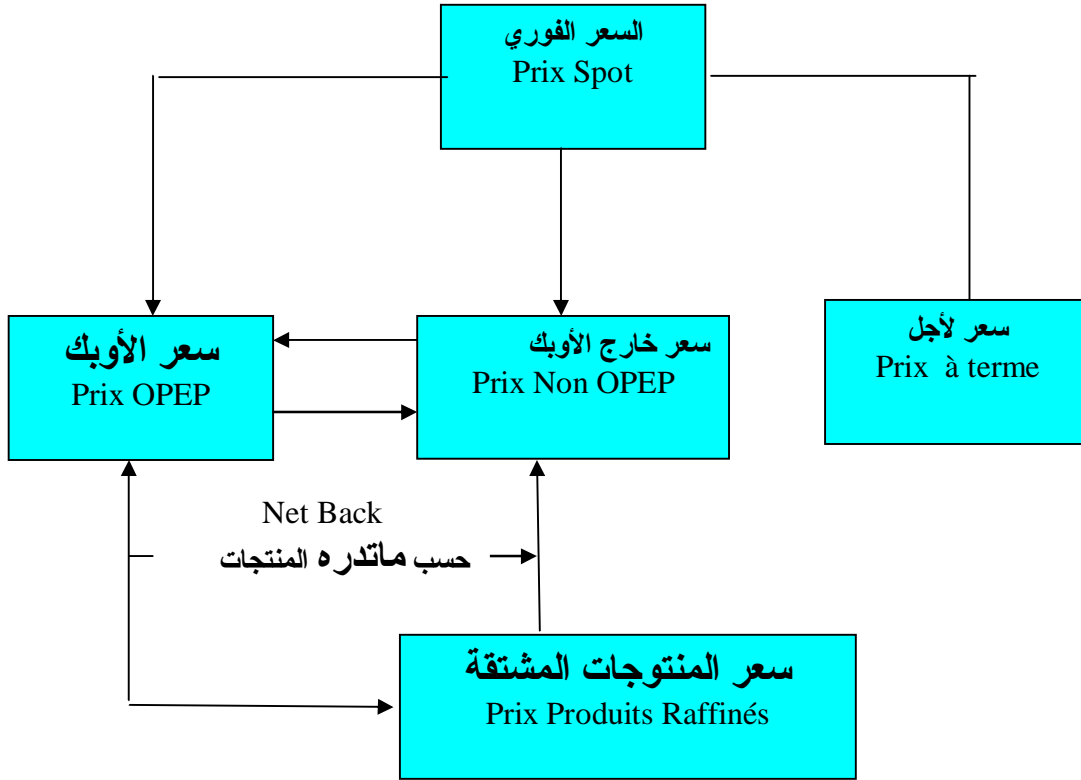 السعر الفوري
Prix Spot
سعر الأوبك
Prix OPEP
سعر خارج الأوبك
Prix Non OPEP
سعر لأجل
Prix à terme
Net Back
حسب ماتدره المنتجات
سعر المنتوجات المشتقة
Prix Produits Raffinés